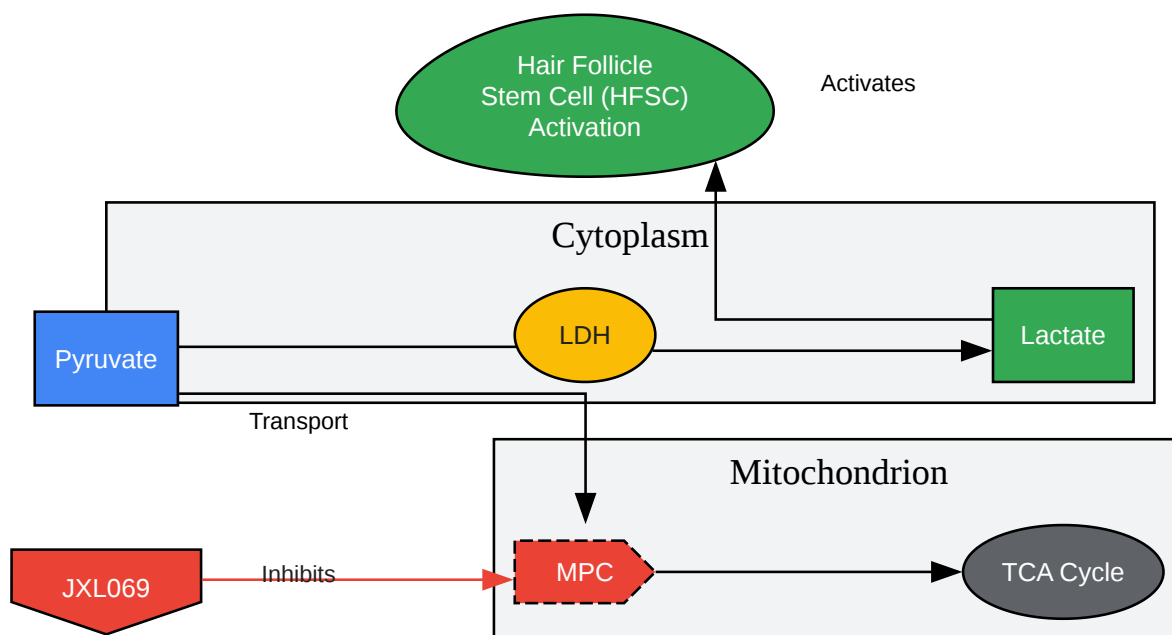 Hair Follicle
Stem Cell (HFSC)
Activation
Activates
Cytoplasm
LDH
Lactate
Pyruvate
Transport
Mitochondrion
JXL069
Inhibits
MPC
TCA Cycle